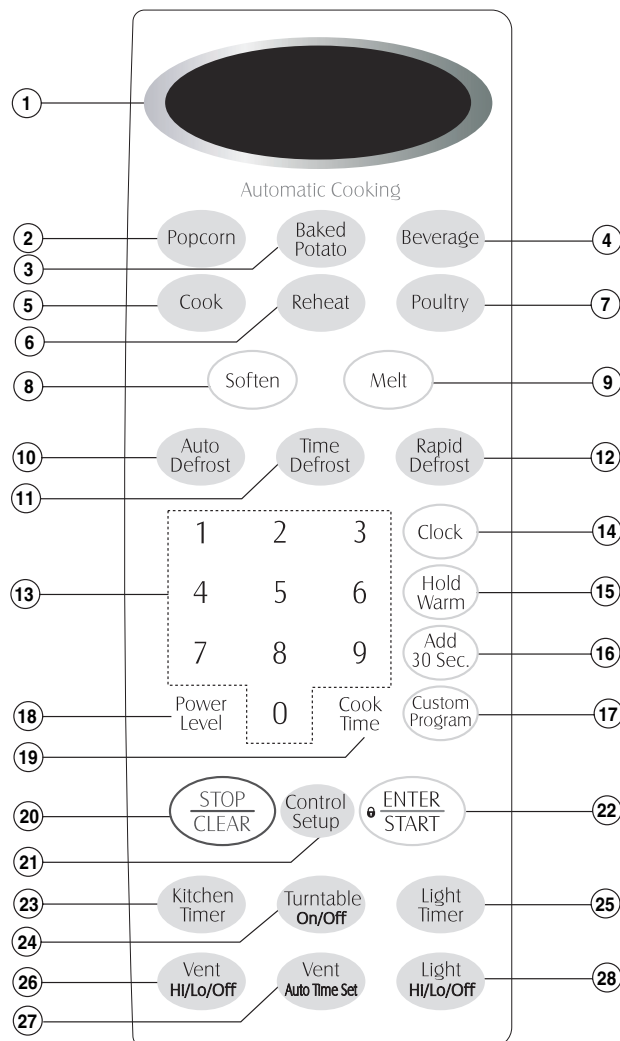 1
Automatic Cooking
2
Popcorn
Baked
Potato
Beverage
4
3
5
Cook
Reheat
Poultry
7
6
8
Soften
Melt
9
10
Auto
Defrost
Time
Defrost
Rapid
Defrost
12
11
1 2 3
Clock
14
13
4 5 6
Hold
Warm
15
7 8 9
Add
30 Sec.
16
18
Power
Level
0
Cook
Time
Custom
Program
17
19
20
STOP
CLEAR
Control
Setup
ENTER
START
22
21
23
Kitchen
Timer
Turntable
On/Off
Light
Timer
25
24
26
Vent
Hi/Lo/Off
Vent
Auto Time Set
Light
Hi/Lo/Off
28
27